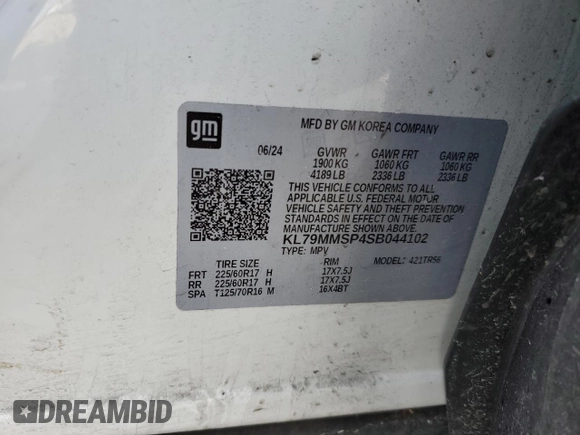 gm
MFD BY GM KOREA COMPANY
06/24 GVWR GAWR FRT GAWR RR
1900 KG 1060 KG 1060 KG
4189 LB 2336 LB 2336 LB
THIS VEHICLE CONFORMS TO ALL
APPLICABLE U.S. FEDERAL MOTOR
VEHICLE SAFETY, BUMPER, AND THEFT
PREVENTION STANDARDS
STANDARDS IN EFFECT ON THE DATE OF
MANUFACTURE SHOWN ABOVE.
KL79MMSP4SB044102
TYPE: MPV MODEL: 421TR56
TIRE SIZE RIM
FRT 225/60R17 H 17X7.5J
RR 225/60R17 H 17X7.5J
SPA T125/70R16 M 16X4BT
DREAMBID